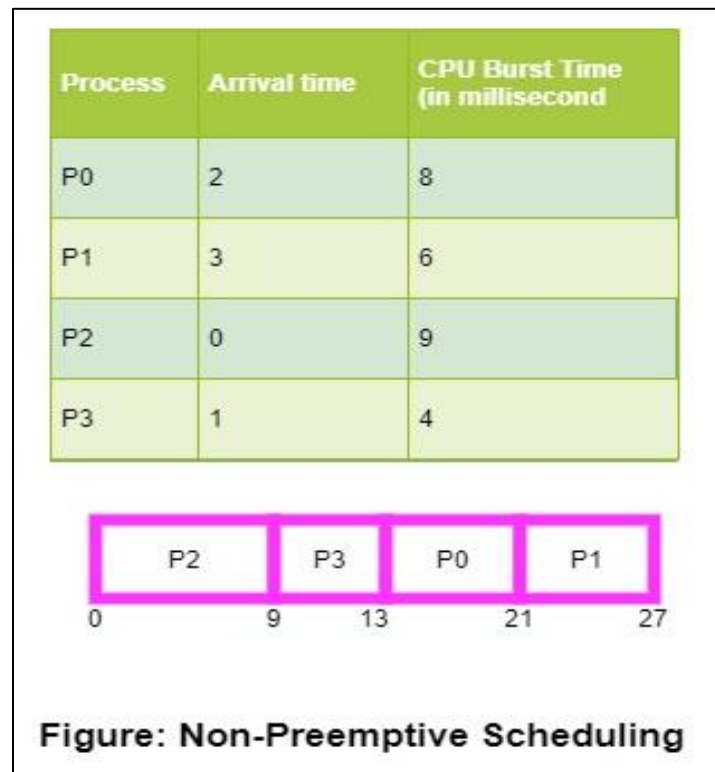 Process Arrival time CPU Burst Time
(in millisecond
P0 2 8
P1 3 6
P2 0 9
P3 1 4
P2 P3 P0 P1
0 9 13 21 27
Figure: Non-Preemptive Scheduling